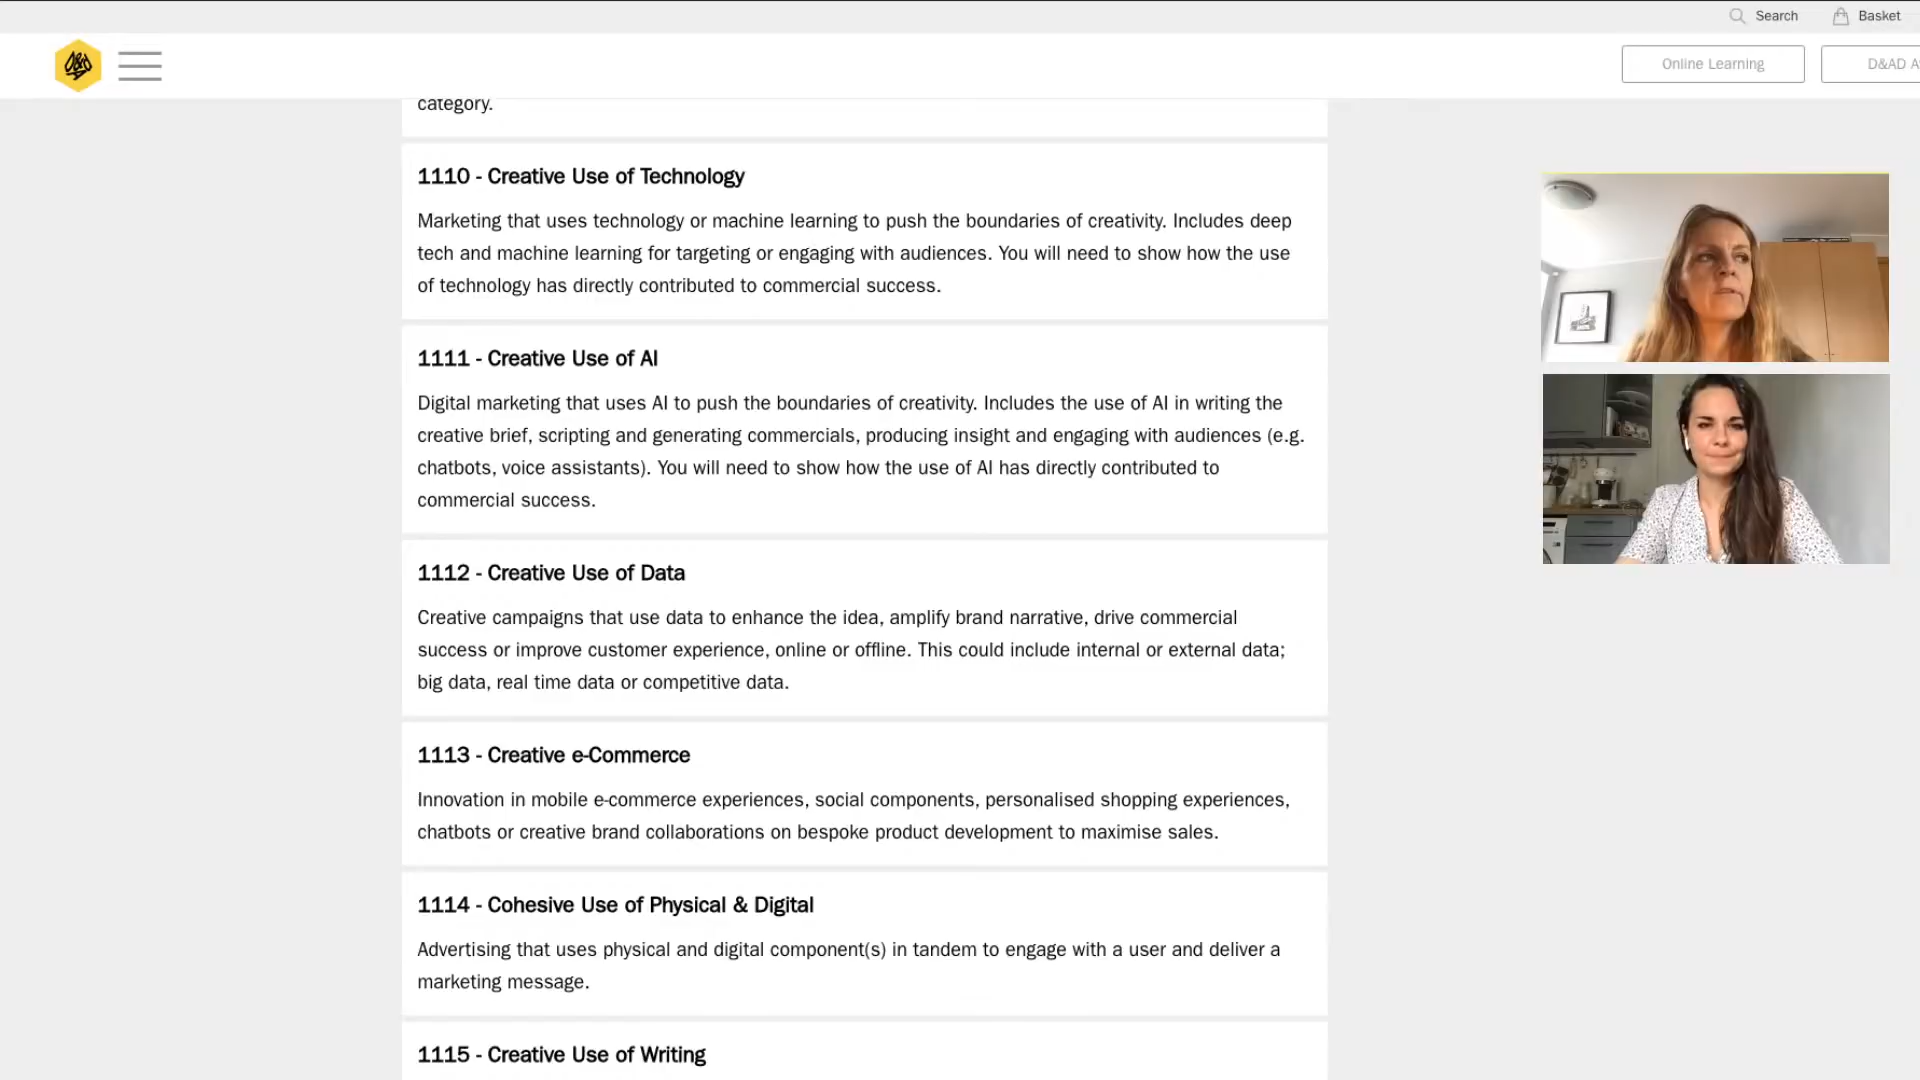 Search
Basket
Online Learning
D&AD A
category.
1110 - Creative Use of Technology
Marketing that uses technology or machine learning to push the boundaries of creativity. Includes deep
tech and machine learning for targeting or engaging with audiences. You will need to show how the use
of technology has directly contributed to commercial success.
1111 - Creative Use of AI
Digital marketing that uses AI to push the boundaries of creativity. Includes the use of AI in writing the
creative brief, scripting and generating commercials, producing insight and engaging with audiences (e.g.
chatbots, voice assistants). You will need to show how the use of AI has directly contributed to
commercial success.
1112 - Creative Use of Data
Creative campaigns that use data to enhance the idea, amplify brand narrative, drive commercial
success or improve customer experience, online or offline. This could include internal or external data;
big data, real time data or competitive data.
1113 - Creative e-Commerce
Innovation in mobile e-commerce experiences, social components, personalised shopping experiences,
chatbots or creative brand collaborations on bespoke product development to maximise sales.
1114 - Cohesive Use of Physical & Digital
Advertising that uses physical and digital component(s) in tandem to engage with a user and deliver a
marketing message.
1115 - Creative Use of Writing